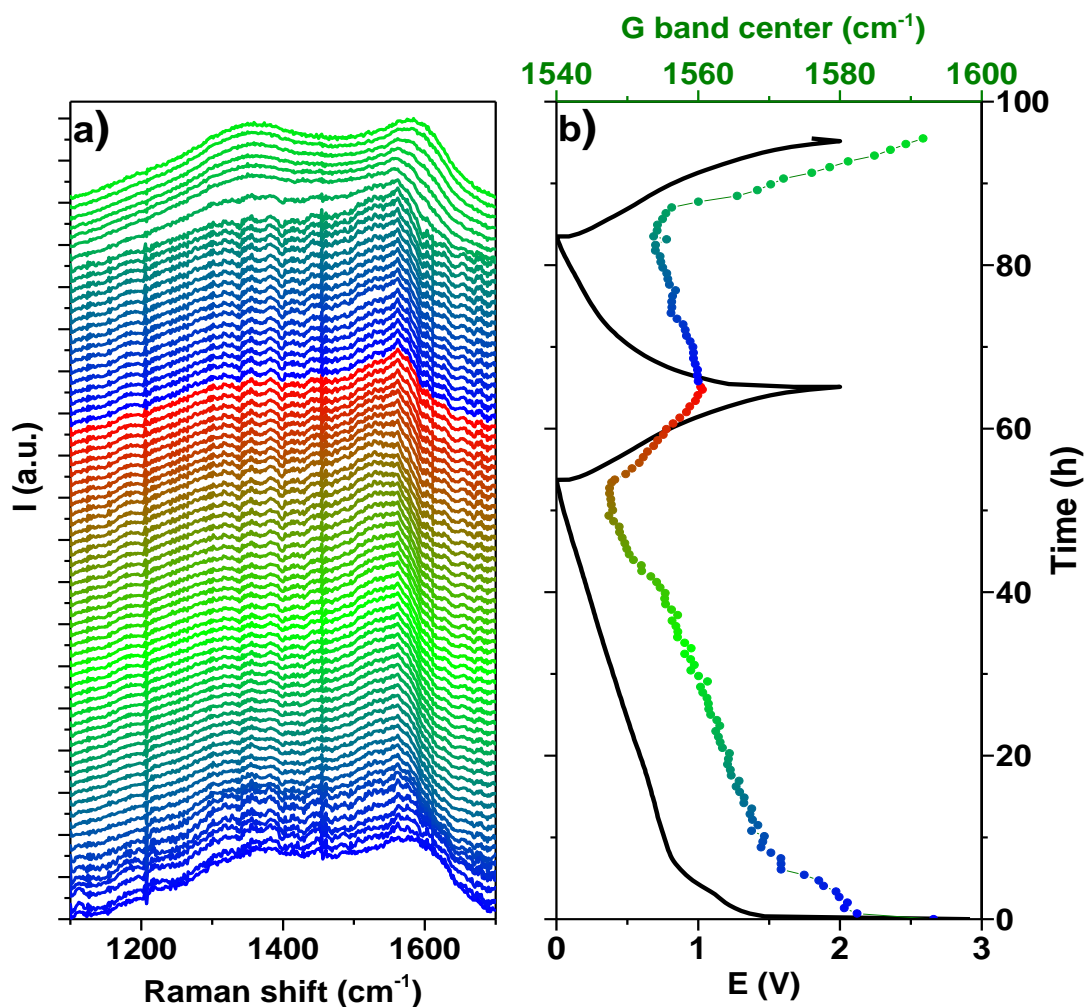 G band center (cm-1)
1540 1560 1580 1600
a) b) 100
80
60
40
20
0
I (a.u.)
Time (h)
1200 1400 1600
0 1 2 3
Raman shift (cm-1)
E (V)